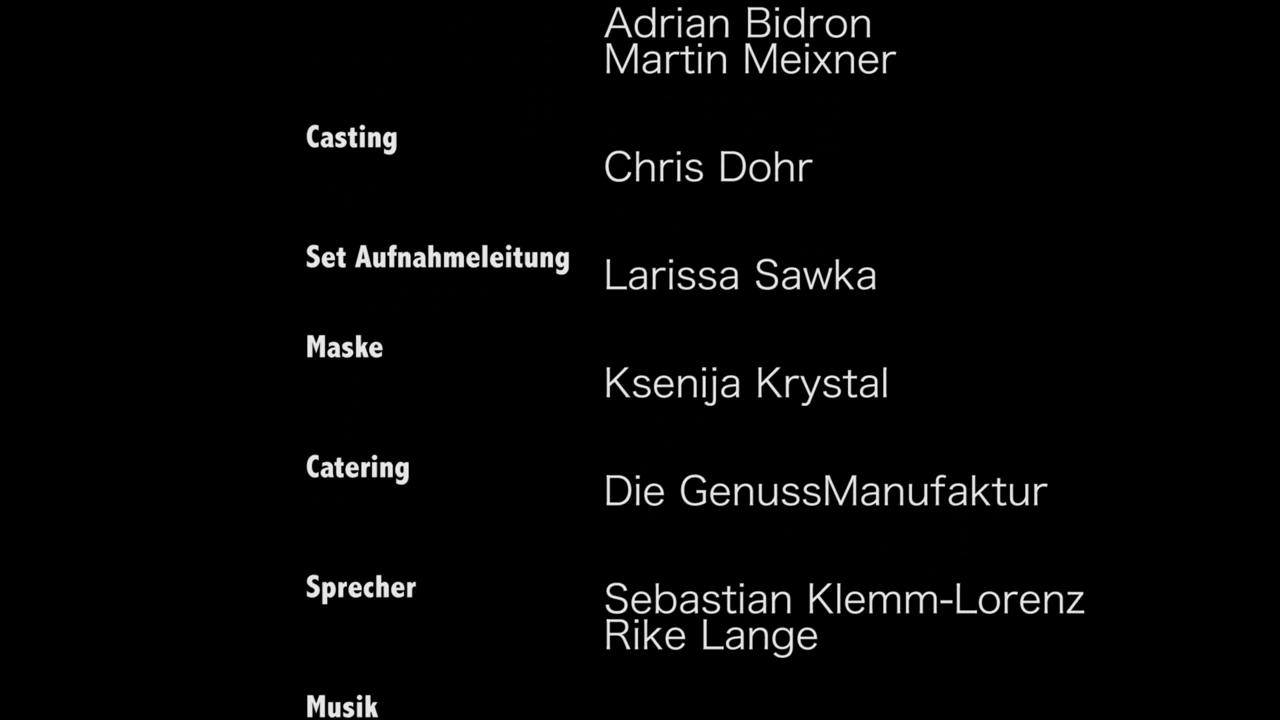 Adrian Bidron
Martin Meixner
Casting
Chris Dohr
Set Aufnahmeleitung
Larissa Sawka
Maske
Ksenija Krystal
Catering
Die GenussManufaktur
Sprecher
Sebastian Klemm-Lorenz
Rike Lange
Musik